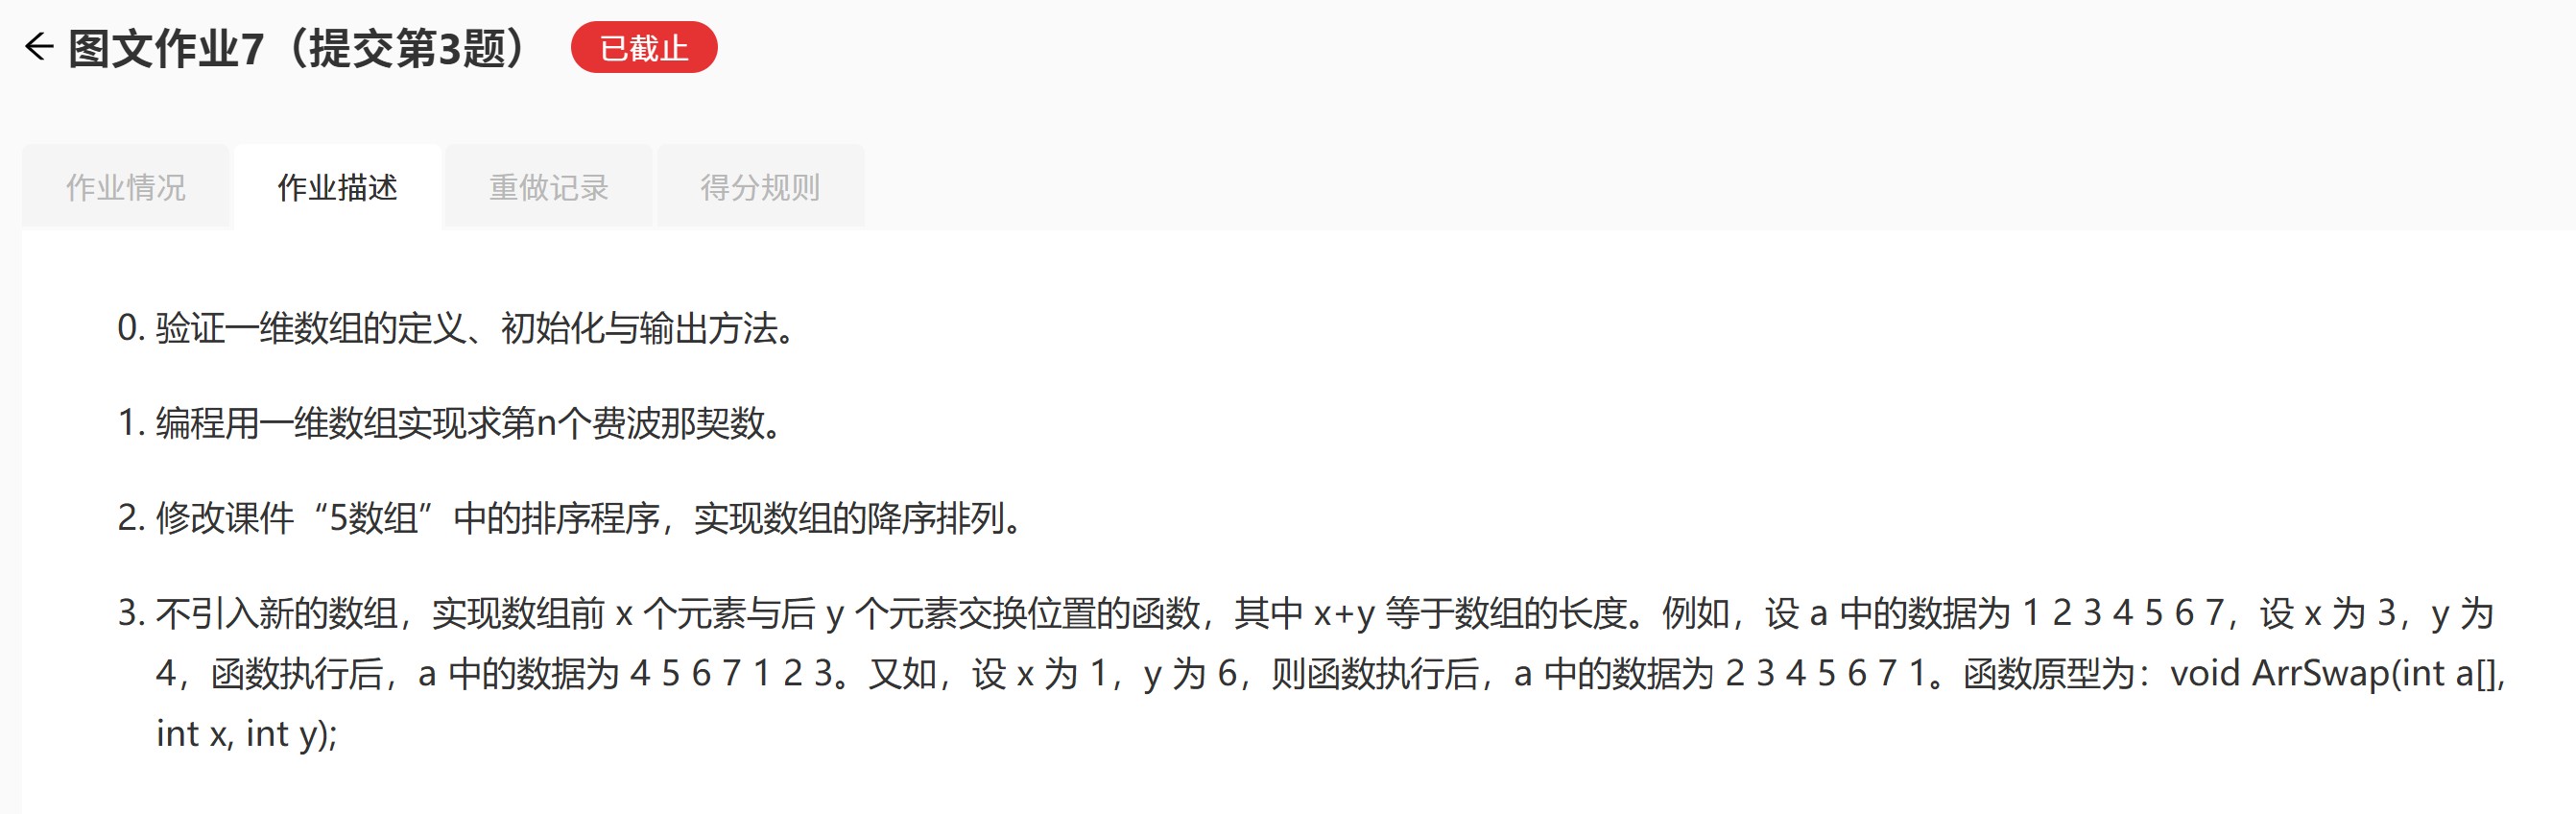 图文作业7（提交第3题） 已截止
作业情况 作业描述 重做记录 得分规则
0. 验证一维数组的定义、初始化与输出方法。
1. 编程用一维数组实现求第n个费波那契数。
2. 修改课件“5数组”中的排序程序，实现数组的降序排列。
3. 不引入新的数组，实现数组前 x 个元素与后 y 个元素交换位置的函数，其中 x+y 等于数组的长度。例如，设 a 中的数据为 1 2 3 4 5 6 7，设 x 为 3，y 为
4，函数执行后，a 中的数据为 4 5 6 7 1 2 3。又如，设 x 为 1，y 为 6，则函数执行后，a 中的数据为 2 3 4 5 6 7 1。函数原型为：void ArrSwap(int a[],
int x, int y);